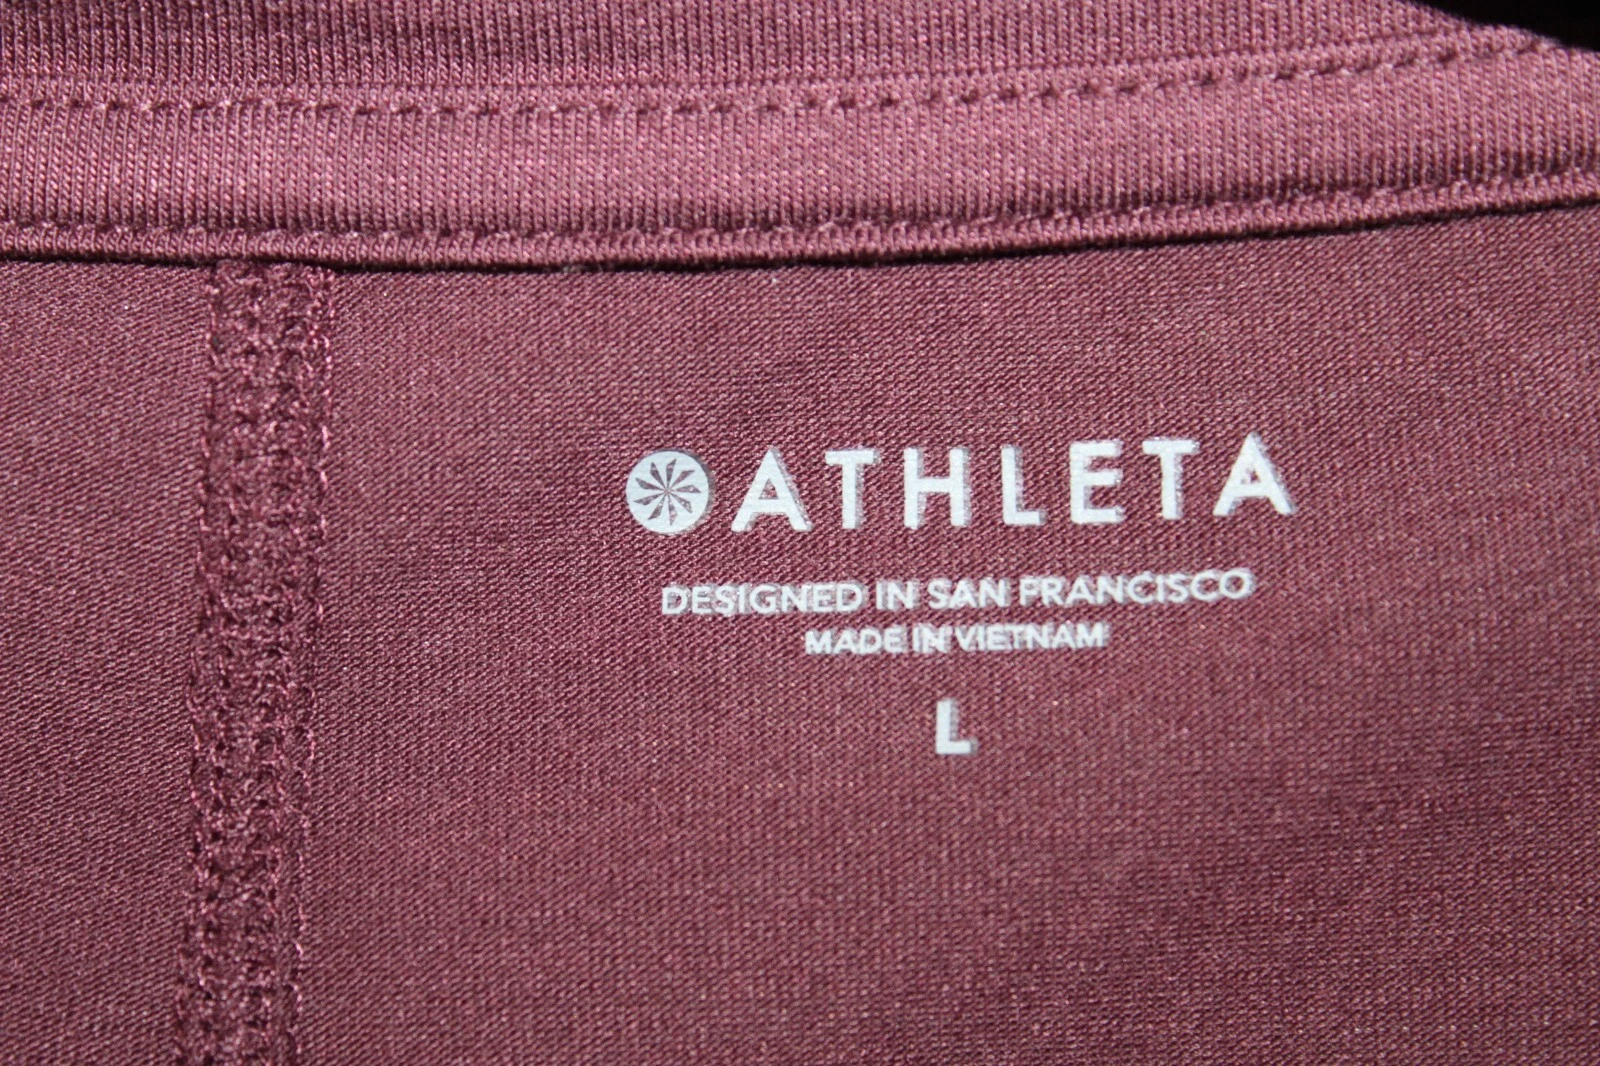 ATHLETA
DESIGNED IN SAN FRANCISCO
MADE IN VIETNAM
L